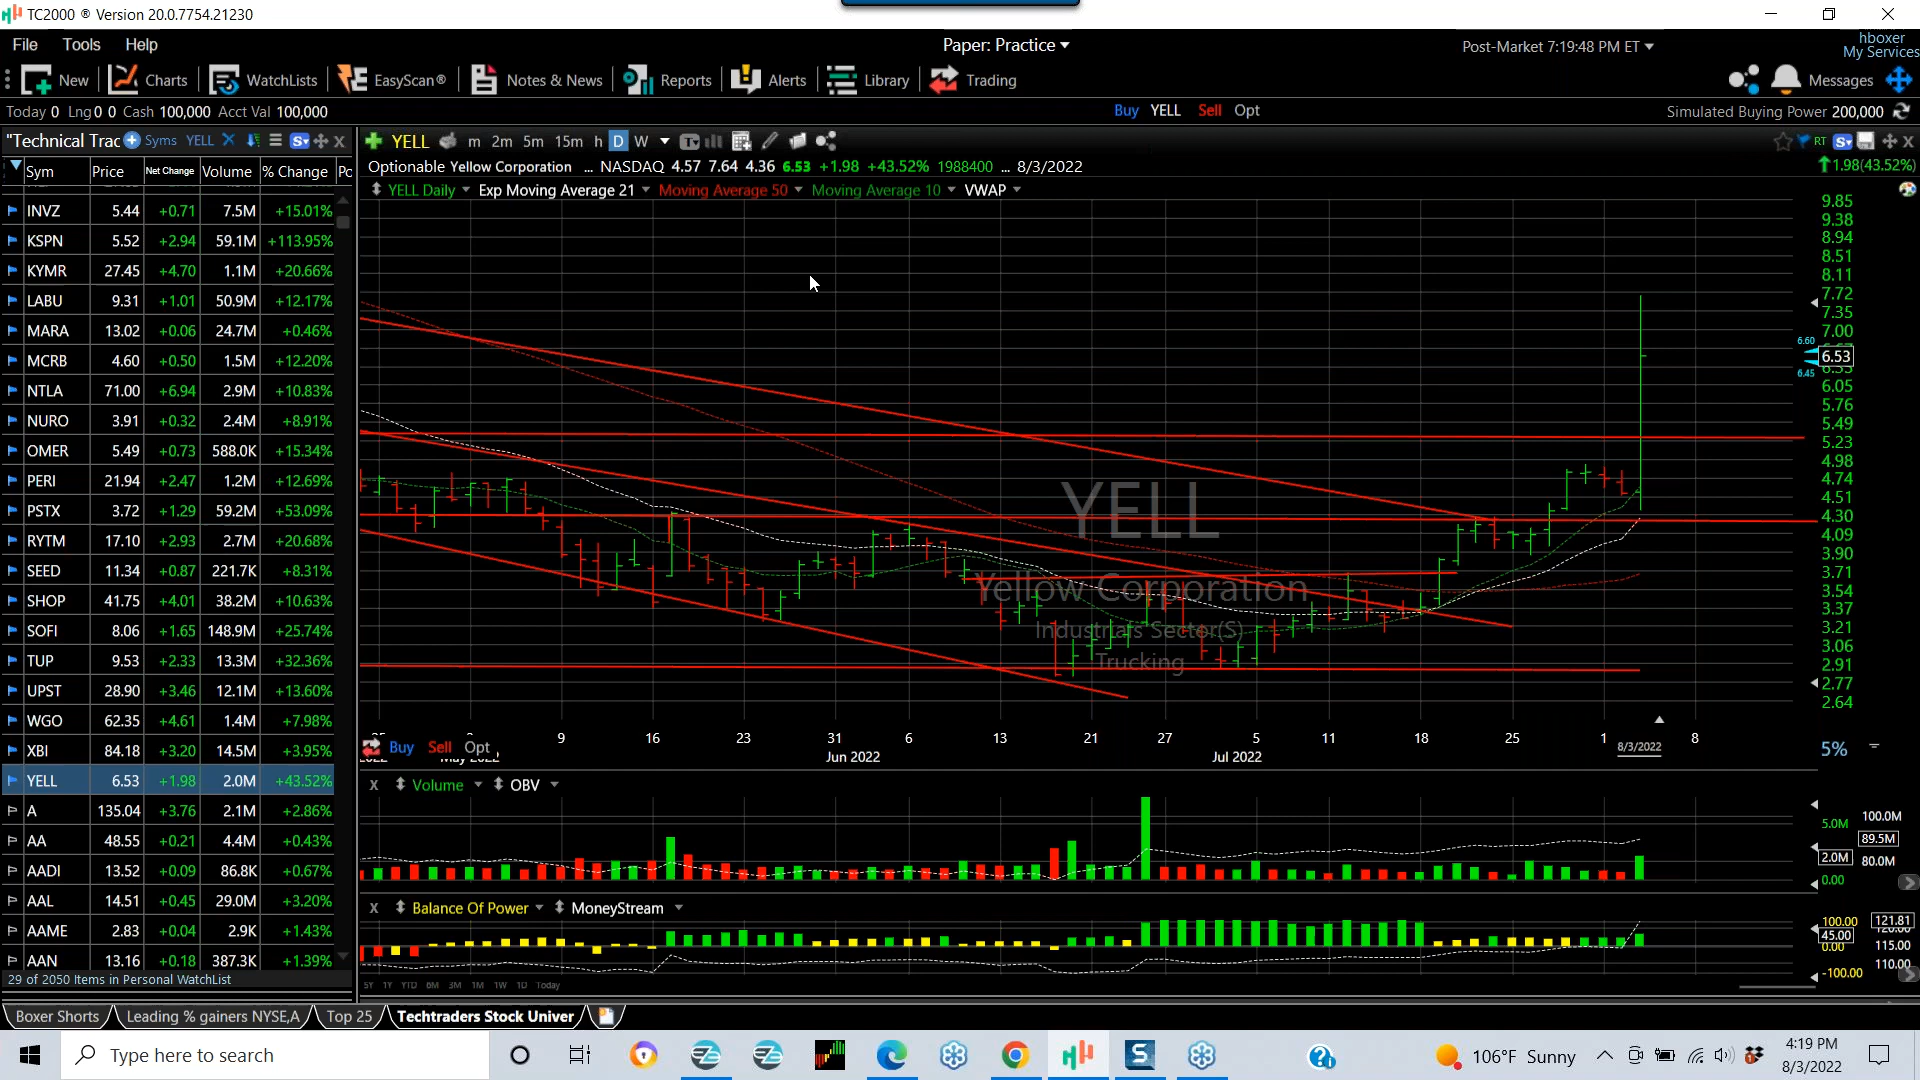 TC2000 ® Version 20.0.7754.21230
File Tools Help
Paper: Practice
Post-Market 7:19:48 PM ET
hboxer
My Services
New Charts WatchLists EasyScan® Notes & News Reports Alerts Library Trading
Messages
Today 0 Lng 0 0 Cash 100,000 Acct Val 100,000
Buy YELL Sell Opt
Simulated Buying Power 200,000
"Technical Trac Syms YELL
Sym Price Net Change Volume % Change Pc
INVZ 5.44 +0.71 7.5M +15.01%
KSPN 5.52 +2.94 59.1M +113.95%
KYMR 27.45 +4.70 1.1M +20.66%
LABU 9.31 +1.01 50.9M +12.17%
MARA 13.02 +0.06 24.7M +0.46%
MCRB 4.60 +0.50 1.5M +12.20%
NTLA 71.00 +6.94 2.9M +10.83%
NURO 3.91 +0.32 2.4M +8.91%
OMER 5.49 +0.73 588.0K +15.34%
PERI 21.94 +2.47 1.2M +12.69%
PSTX 3.72 +1.29 59.2M +53.09%
RYTM 17.10 +2.93 2.7M +20.68%
SEED 11.34 +0.87 221.7K +8.31%
SHOP 41.75 +4.01 38.2M +10.63%
SOFI 8.06 +1.65 148.9M +25.74%
TUP 9.53 +2.33 13.3M +32.36%
UPST 28.90 +3.46 12.1M +13.60%
WGO 62.35 +4.61 1.4M +7.98%
XBI 84.18 +3.20 14.5M +3.95%
YELL 6.53 +1.98 2.0M +43.52%
A 135.04 +3.76 2.1M +2.86%
AA 48.55 +0.21 4.4M +0.43%
AADI 13.52 +0.09 86.8K +0.67%
AAL 14.51 +0.45 29.0M +3.20%
AAME 2.83 +0.04 2.9K +1.43%
AAN 13.16 +0.18 387.3K +1.39%
29 of 2050 Items in Personal WatchList
YELL m 2m 5m 15m h D W
RT
Optionable Yellow Corporation ... NASDAQ 4.57 7.64 4.36 6.53 +1.98 +43.52% 1988400 ... 8/3/2022
1.98(43.52%)
YELL Daily Exp Moving Average 21 Moving Average 50 Moving Average 10 VWAP
9.85
9.38
8.94
8.51
8.11
7.72
7.35
7.00
6.60
6.53
6.45
6.05
5.76
5.49
5.23
4.98
4.74
4.51
4.30
4.09
3.90
3.71
3.54
3.37
3.21
3.06
2.91
2.77
2.64
YELL
Yellow Corporation
Industrials Sector(S)
Trucking
9 16 23 31 6 13 21 27 5 11 18 25 1 8
Buy Sell Opt
May 2022 Jun 2022 Jul 2022 8/3/2022
5%
X Volume OBV
5.0M 100.0M
89.5M
2.0M 80.0M
0.00
X Balance Of Power MoneyStream
100.00 121.81
45.00
0.00 115.00
110.00
-100.00
5Y 1Y YTD 6M 3M 1M 1W 1D Today
Boxer Shorts Leading % gainers NYSE,A Top 25 Techtraders Stock Univer
Type here to search
106°F Sunny
4:19 PM
8/3/2022